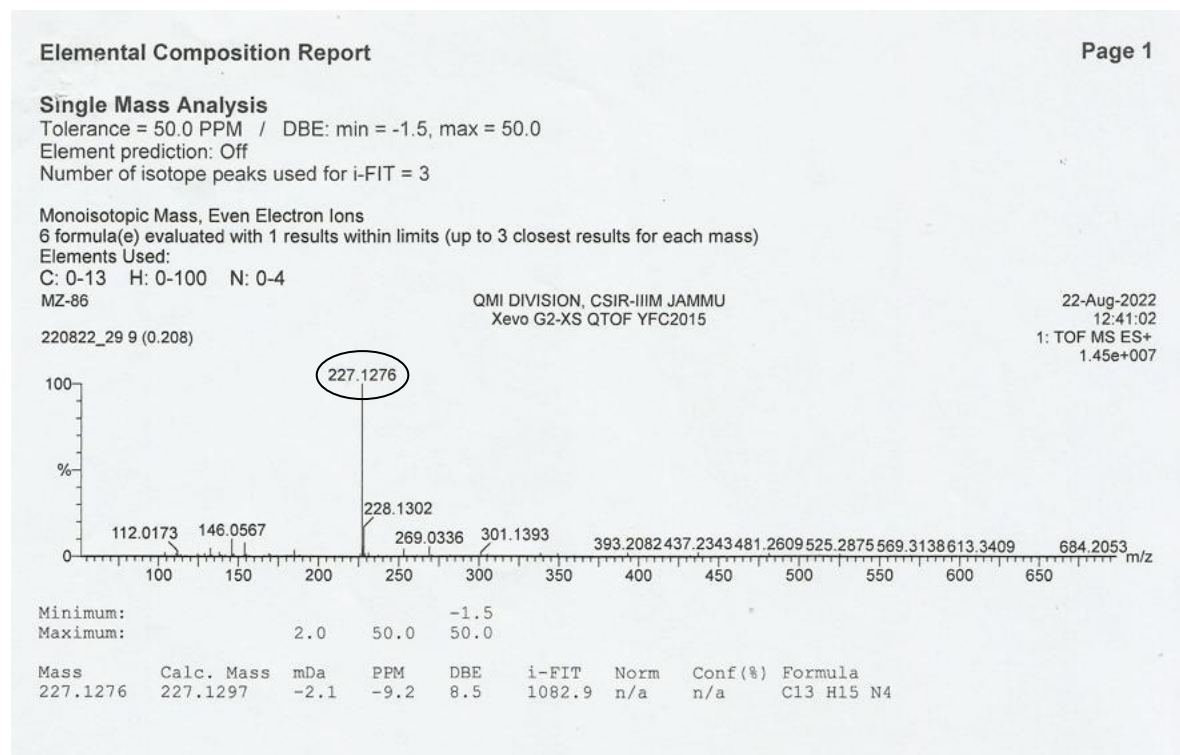 Elemental Composition Report
Page 1
Single Mass Analysis
Tolerance = 50.0 PPM / DBE: min = -1.5, max = 50.0
Element prediction: Off
Number of isotope peaks used for i-FIT = 3
Monoisotopic Mass, Even Electron Ions
6 formula(e) evaluated with 1 results within limits (up to 3 closest results for each mass)
Elements Used:
C: 0-13 H: 0-100 N: 0-4
MZ-86
QMI DIVISION, CSIR-IIIM JAMMU
22-Aug-2022
Xevo G2-XS QTOF YFC2015
12:41:02
220822_29 9 (0.208)
1: TOF MS ES+
1.45e+007
227.1276
100
%
228.1302
112.0173 146.0567 269.0336 301.1393 393.2082 437.2343 481.2609 525.2875 569.3138 613.3409 684.2053
0
m/z
100 150 200 250 300 350 400 450 500 550 600 650
Minimum: -1.5
Maximum: 2.0 50.0 50.0
Mass Calc. Mass mDa PPM DBE i-FIT Norm Conf(%) Formula
227.1276 227.1297 -2.1 -9.2 8.5 1082.9 n/a n/a C13 H15 N4